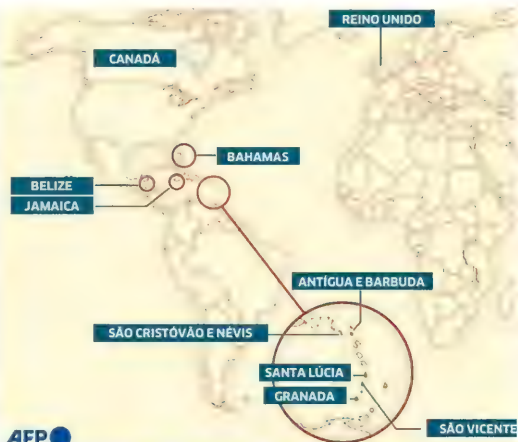 REINO UNIDO
CANADÁ
BAHAMAS
BELIZE
JAMAICA
ANTÍGUA E BARBUDA
SÃO CRISTÓVÃO E NÉVIS
SANTA LÚCIA
GRANADA
SÃO VICENTE
AFP